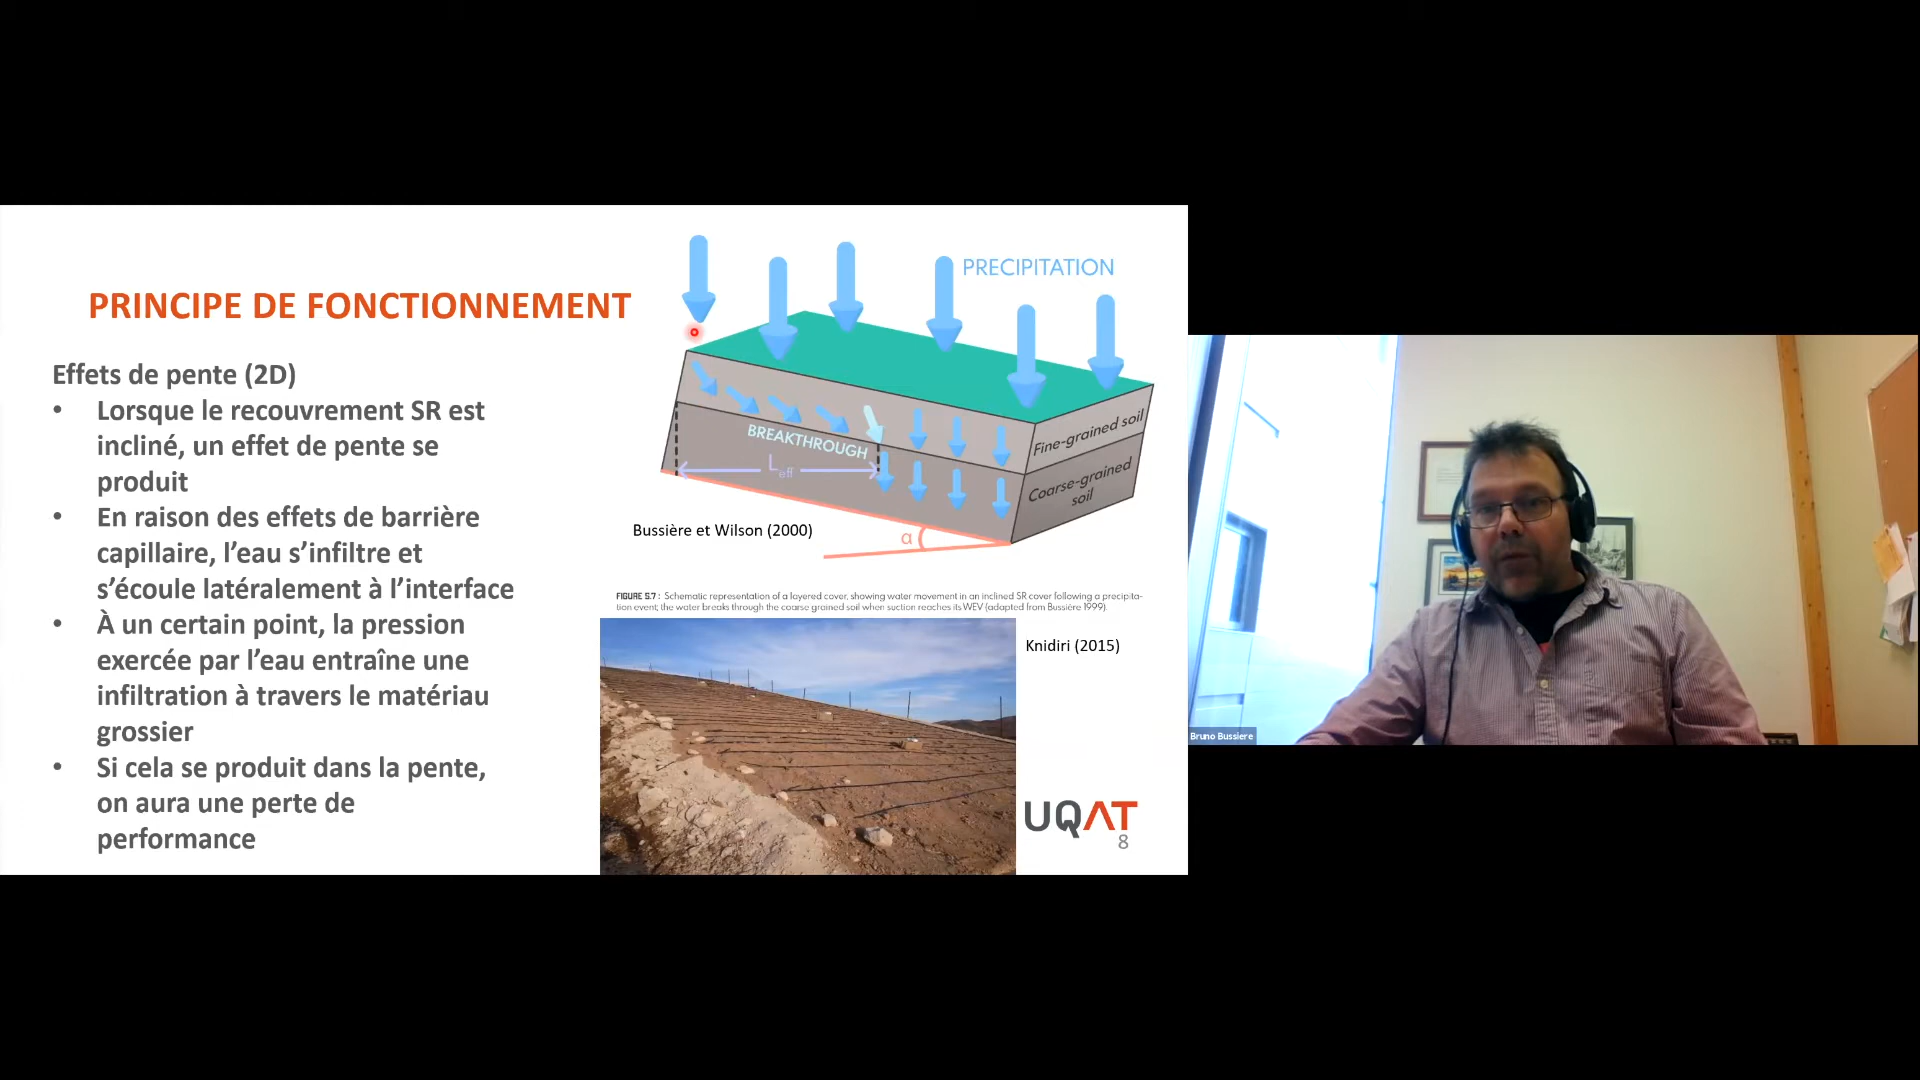 PRINCIPE DE FONCTIONNEMENT
Effets de pente (2D)
• Lorsque le recouvrement SR est
incliné, un effet de pente se
produit
• En raison des effets de barrière
capillaire, l’eau s’infiltre et
s’écoule latéralement à l’interface
• À un certain point, la pression
exercée par l’eau entraîne une
infiltration à travers le matériau
grossier
• Si cela se produit dans la pente,
on aura une perte de
performance
PRECIPITATION
BREAKTHROUGH
Leff
Fine-grained soil
Coarse-grained
soil
α
Bussière et Wilson (2000)
FIGURE 5.7 : Schematic representation of a layered cover, showing water movement in an inclined SR cover following a precipita-
tion event; the water breaks through the coarse grained soil when suction reaches its WEV (adapted from Bussière 1999).
Knidiri (2015)
UQAT
8
Bruno Bussiere